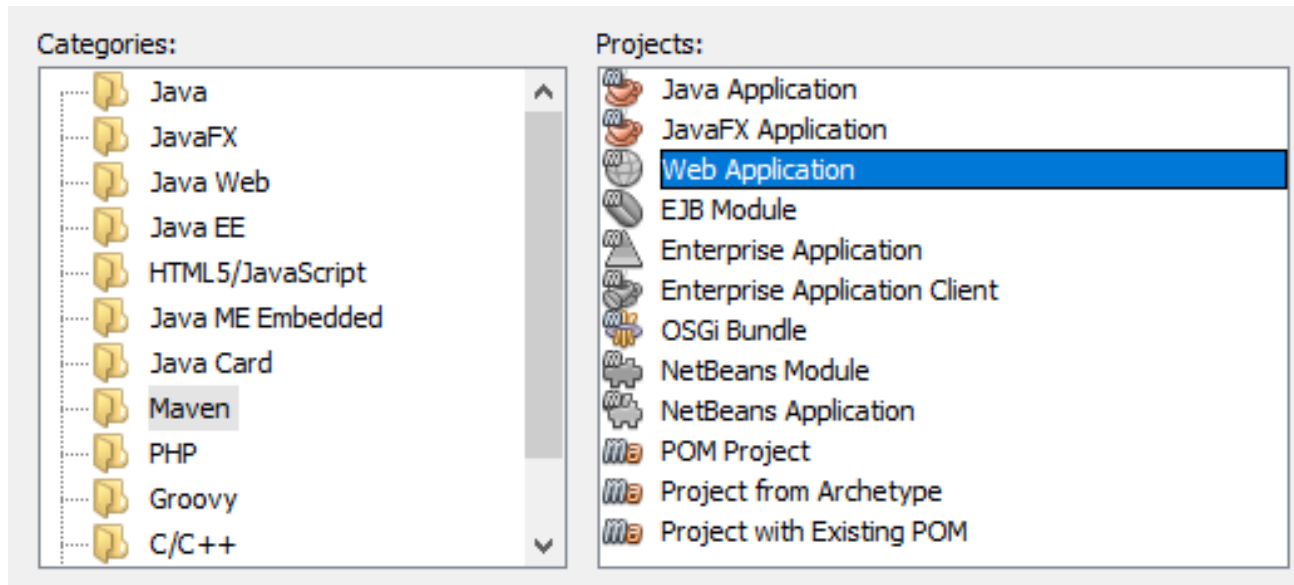 Categories:
Java
JavaFX
Java Web
Java EE
HTML5/JavaScript
Java ME Embedded
Java Card
Maven
PHP
Groovy
C/C++
Projects:
Java Application
JavaFX Application
Web Application
EJB Module
Enterprise Application
Enterprise Application Client
OSGi Bundle
NetBeans Module
NetBeans Application
POM Project
Project from Archetype
Project with Existing POM